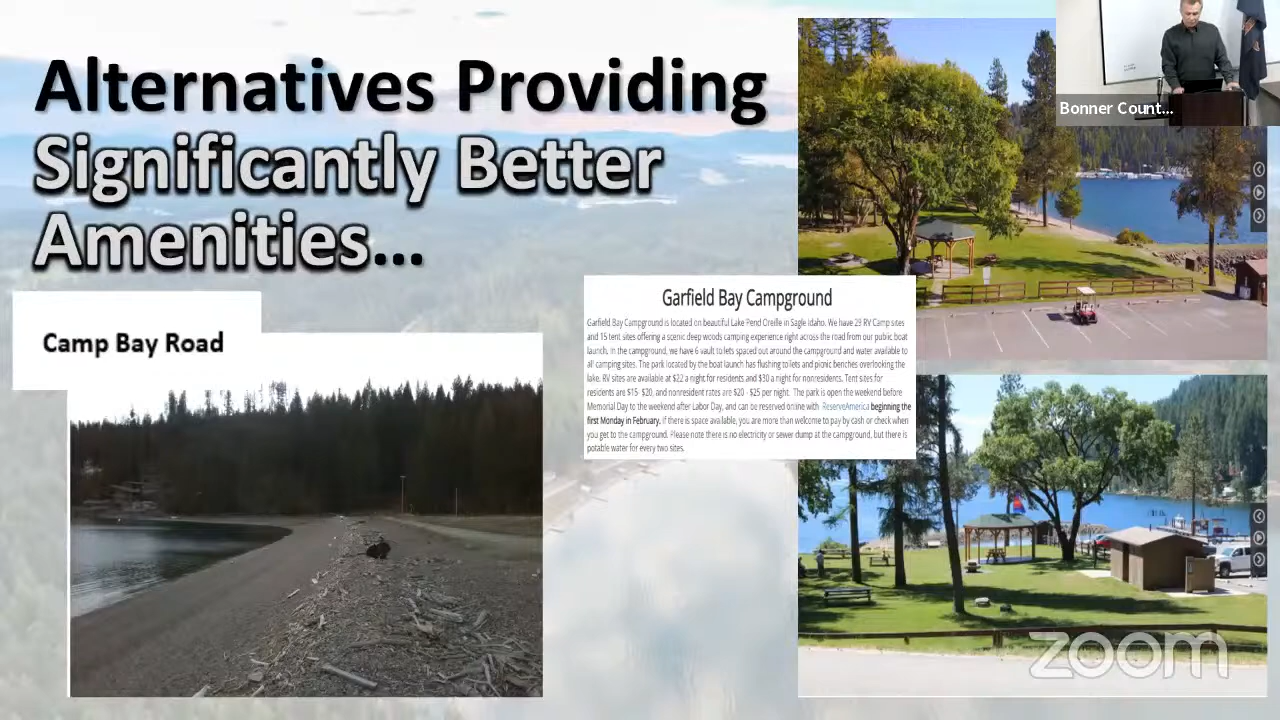 Alternatives Providing
Significantly Better
Amenities...
Bonner Count...
Camp Bay Road
Garfield Bay Campground
Garfield Bay Campground is located on beautiful Lake Pend Oreille in Sagle Idaho. We have 29 RV Camp sites
and 15 tent sites offering a scenic deep woods camping experience right across the road from our public boat
launch. In the campground, we have 6 vault toilets spaced out around the campground and water available to
all camping sites. The park located by the boat launch has flushing toilets and picnic benches overlooking the
lake. RV sites are available at $22 a night for residents and $30 a night for nonresidents. Tent sites for
residents are $15- $20, and nonresident rates are $20 - $25 per night. The park is open the weekend before
Memorial Day to the weekend after Labor Day, and can be reserved online with ReserveAmerica beginning the
first Monday in February. If there is space available, you are more than welcome to pay by cash or check when
you get to the campground. Please note there is no electricity or sewer dump at the campground, but there is
potable water for every two sites.
zoom